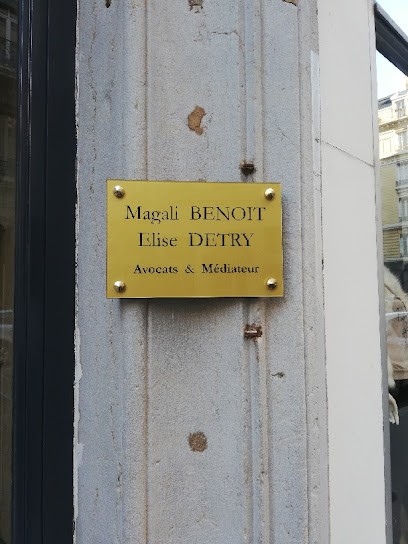 Magali BENOIT
Elise DETRY
Avocats & Médiateur